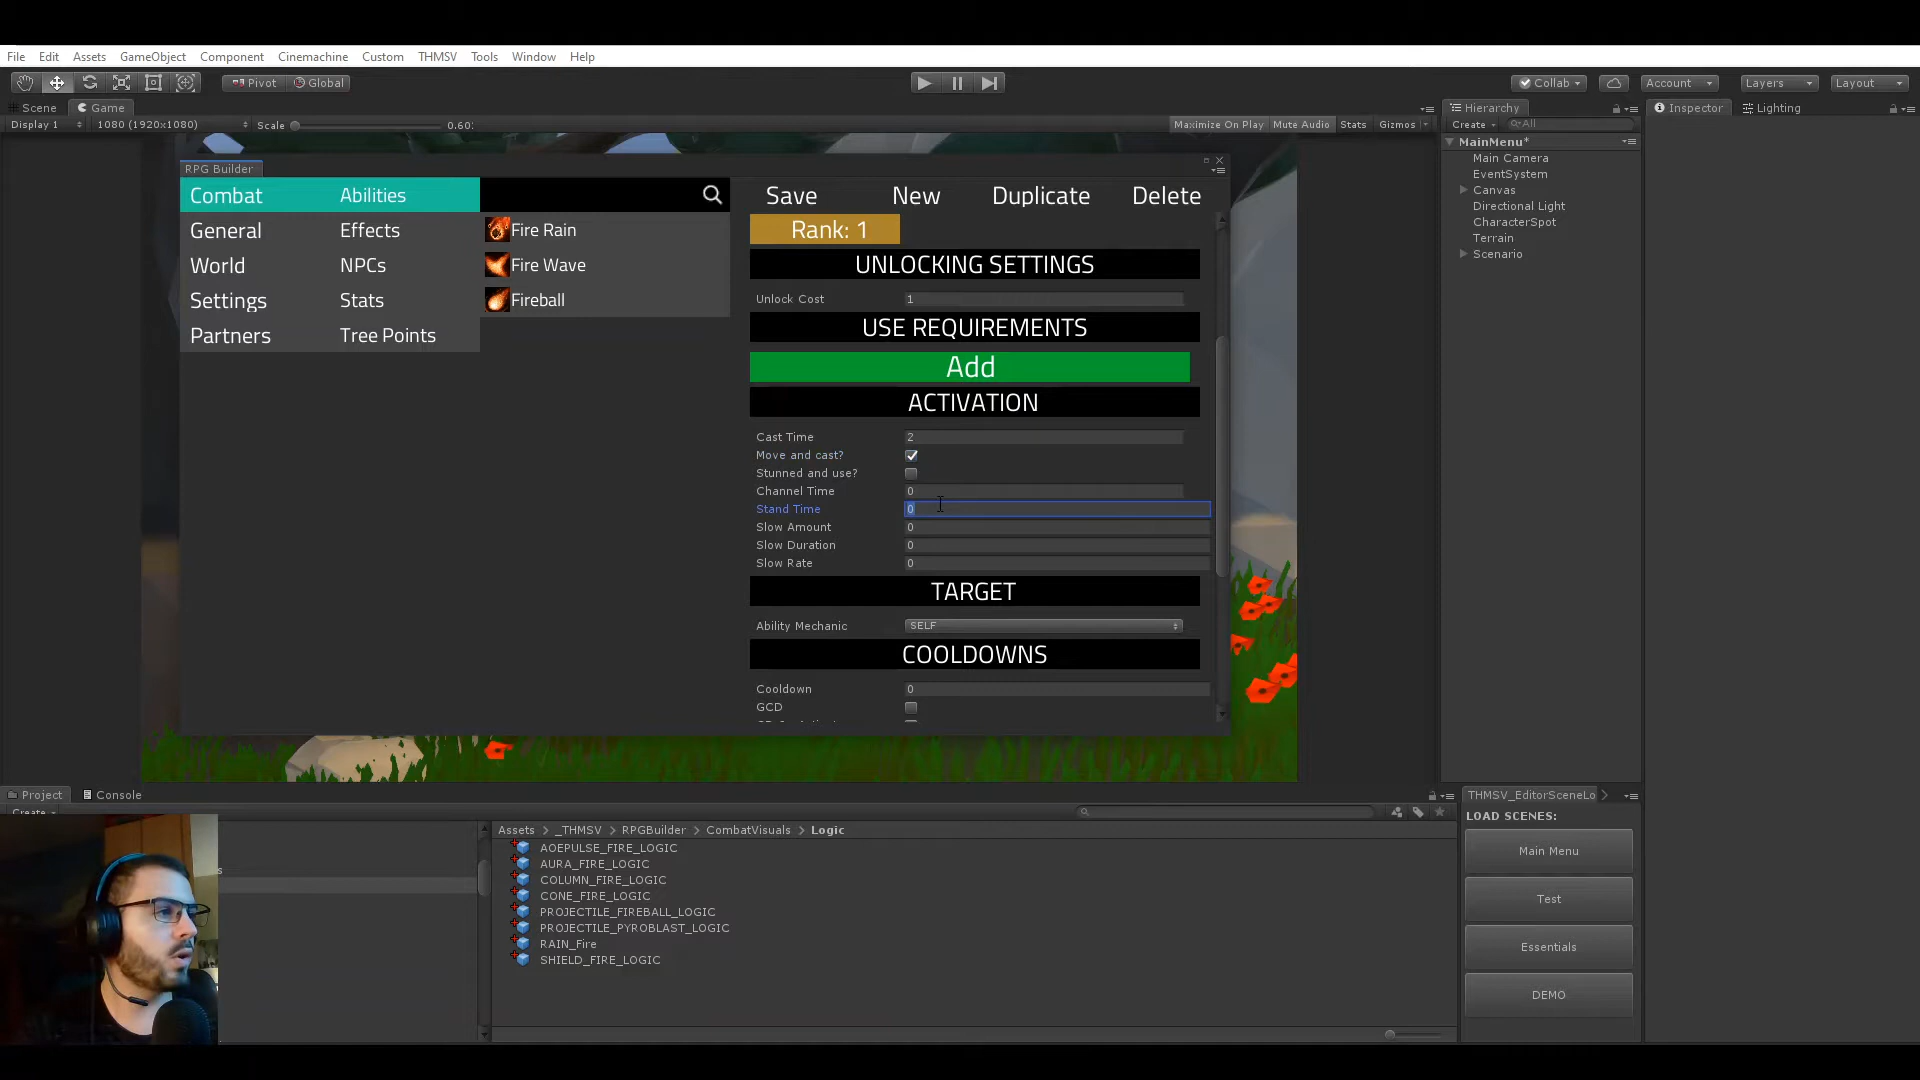 File Edit Assets GameObject Component Cinemachine Custom THMSV Tools Window Help
Pivot Global Collab Account Layers Layout
Scene Game Hierarchy Inspector Lighting
Display 1 1080 (1920x1080) Scale 0.60 Maximize On Play Mute Audio Stats Gizmos Create All
MainMenu*
Main Camera
EventSystem
Canvas
Directional Light
CharacterSpot
Terrain
Scenario
RPG Builder
Combat Abilities Save New Duplicate Delete
General Effects Fire Rain Rank: 1
World NPCs Fire Wave UNLOCKING SETTINGS
Settings Stats Fireball Unlock Cost 1
Partners Tree Points USE REQUIREMENTS
Add
ACTIVATION
Cast Time 2
Move and cast?
Stunned and use?
Channel Time 0
Stand Time 0
Slow Amount 0
Slow Duration 0
Slow Rate 0
TARGET
Ability Mechanic SELF
COOLDOWNS
Cooldown 0
GCD
Project Console THMSV_EditorSceneLo
Create
LOAD SCENES:
Main Menu
Test
Essentials
DEMO
Assets > _THMSV > RPGBuilder > CombatVisuals > Logic
AOEPULSE_FIRE_LOGIC
AURA_FIRE_LOGIC
COLUMN_FIRE_LOGIC
CONE_FIRE_LOGIC
PROJECTILE_FIREBALL_LOGIC
PROJECTILE_PYROBLAST_LOGIC
RAIN_Fire
SHIELD_FIRE_LOGIC